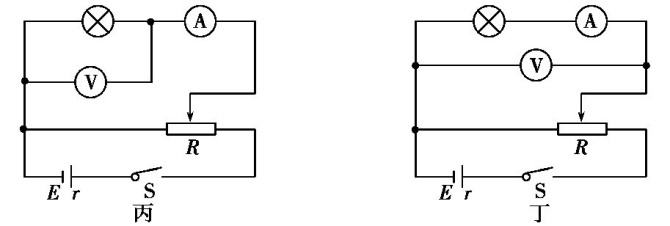 A A
V V
R R
E r S E r S
丙 丁